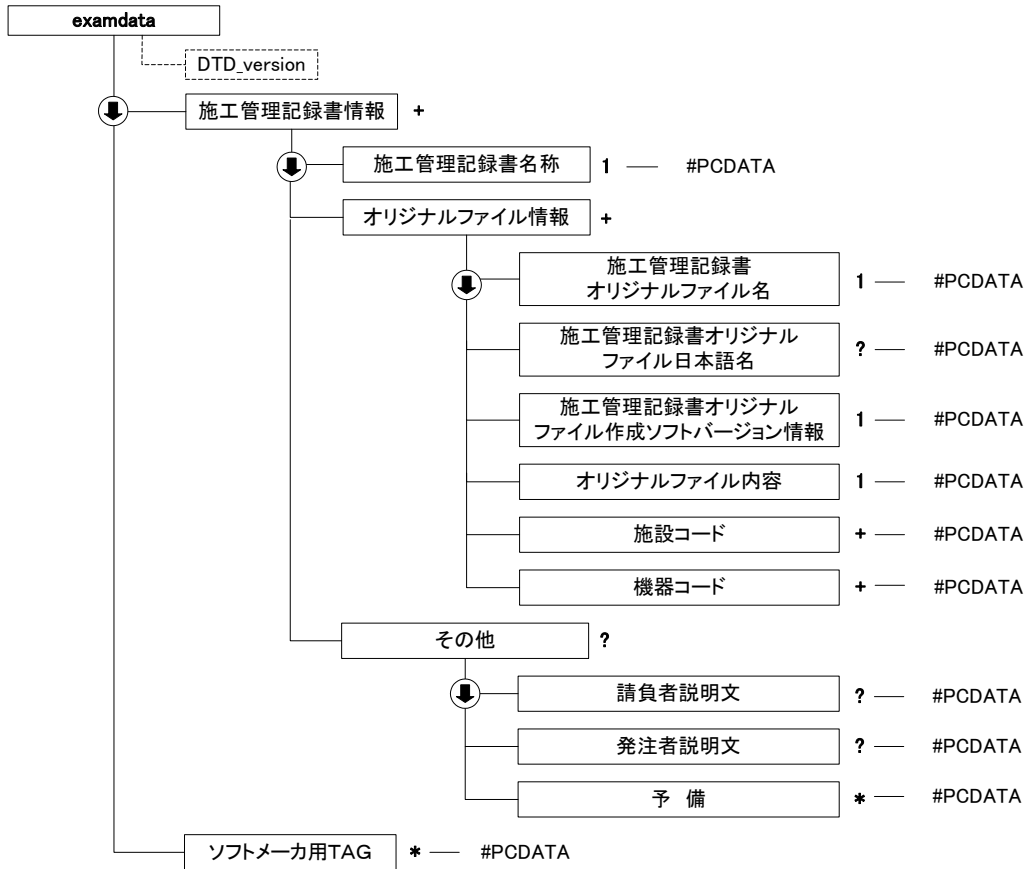 examdata
DTD_version
施工管理記録書情報 +
施工管理記録書名称 1 #PCDATA
オリジナルファイル情報 +
施工管理記録書
オリジナルファイル名 1 #PCDATA
施工管理記録書オリジナル
ファイル日本語名 ? #PCDATA
施工管理記録書オリジナル
ファイル作成ソフトバージョン情報 1 #PCDATA
オリジナルファイル内容 1 #PCDATA
施設コード + #PCDATA
機器コード + #PCDATA
その他 ?
請負者説明文 ? #PCDATA
発注者説明文 ? #PCDATA
予 備 * #PCDATA
ソフトメーカ用TAG * #PCDATA